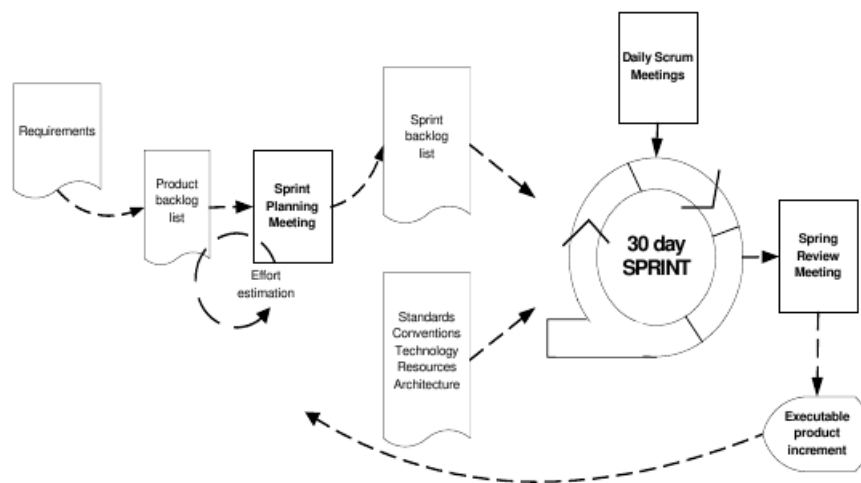 Requirements
Product
backlog
list
Sprint
Planning
Meeting
Effort
estimation
Sprint
backlog
list
Standards
Conventions
Technology
Resources
Architecture
Daily Scrum
Meetings
30 day
SPRINT
Spring
Review
Meeting
Executable
product
increment